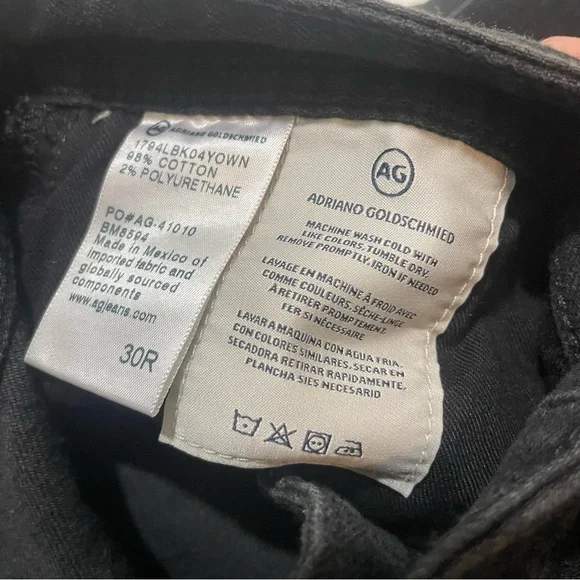 AG ADRIANO GOLDSCHMIED
1794LBK04YOWN
98% COTTON
2% POLYURETHANE
PO#AG-41010
BM8594
Made in Mexico of
imported fabric and
globally sourced
components
www.agjeans.com
30R
AG
ADRIANO GOLDSCHMIED
MACHINE WASH COLD WITH
LIKE COLORS. TUMBLE DRY.
REMOVE PROMPTLY. IRON IF NEEDED
LAVAGE EN MACHINE À FROID AVEC
COMME COULEURS. SÈCHE-LINGE
À RETIRER PROMPTEMENT.
FER SI NÉCESSAIRE
LAVAR A MAQUINA CON AGUA FRIA.
CON COLORES SIMILARES. SECAR EN
SECADORA RETIRAR RAPIDAMENTE.
PLANCHA SIES NECESARID